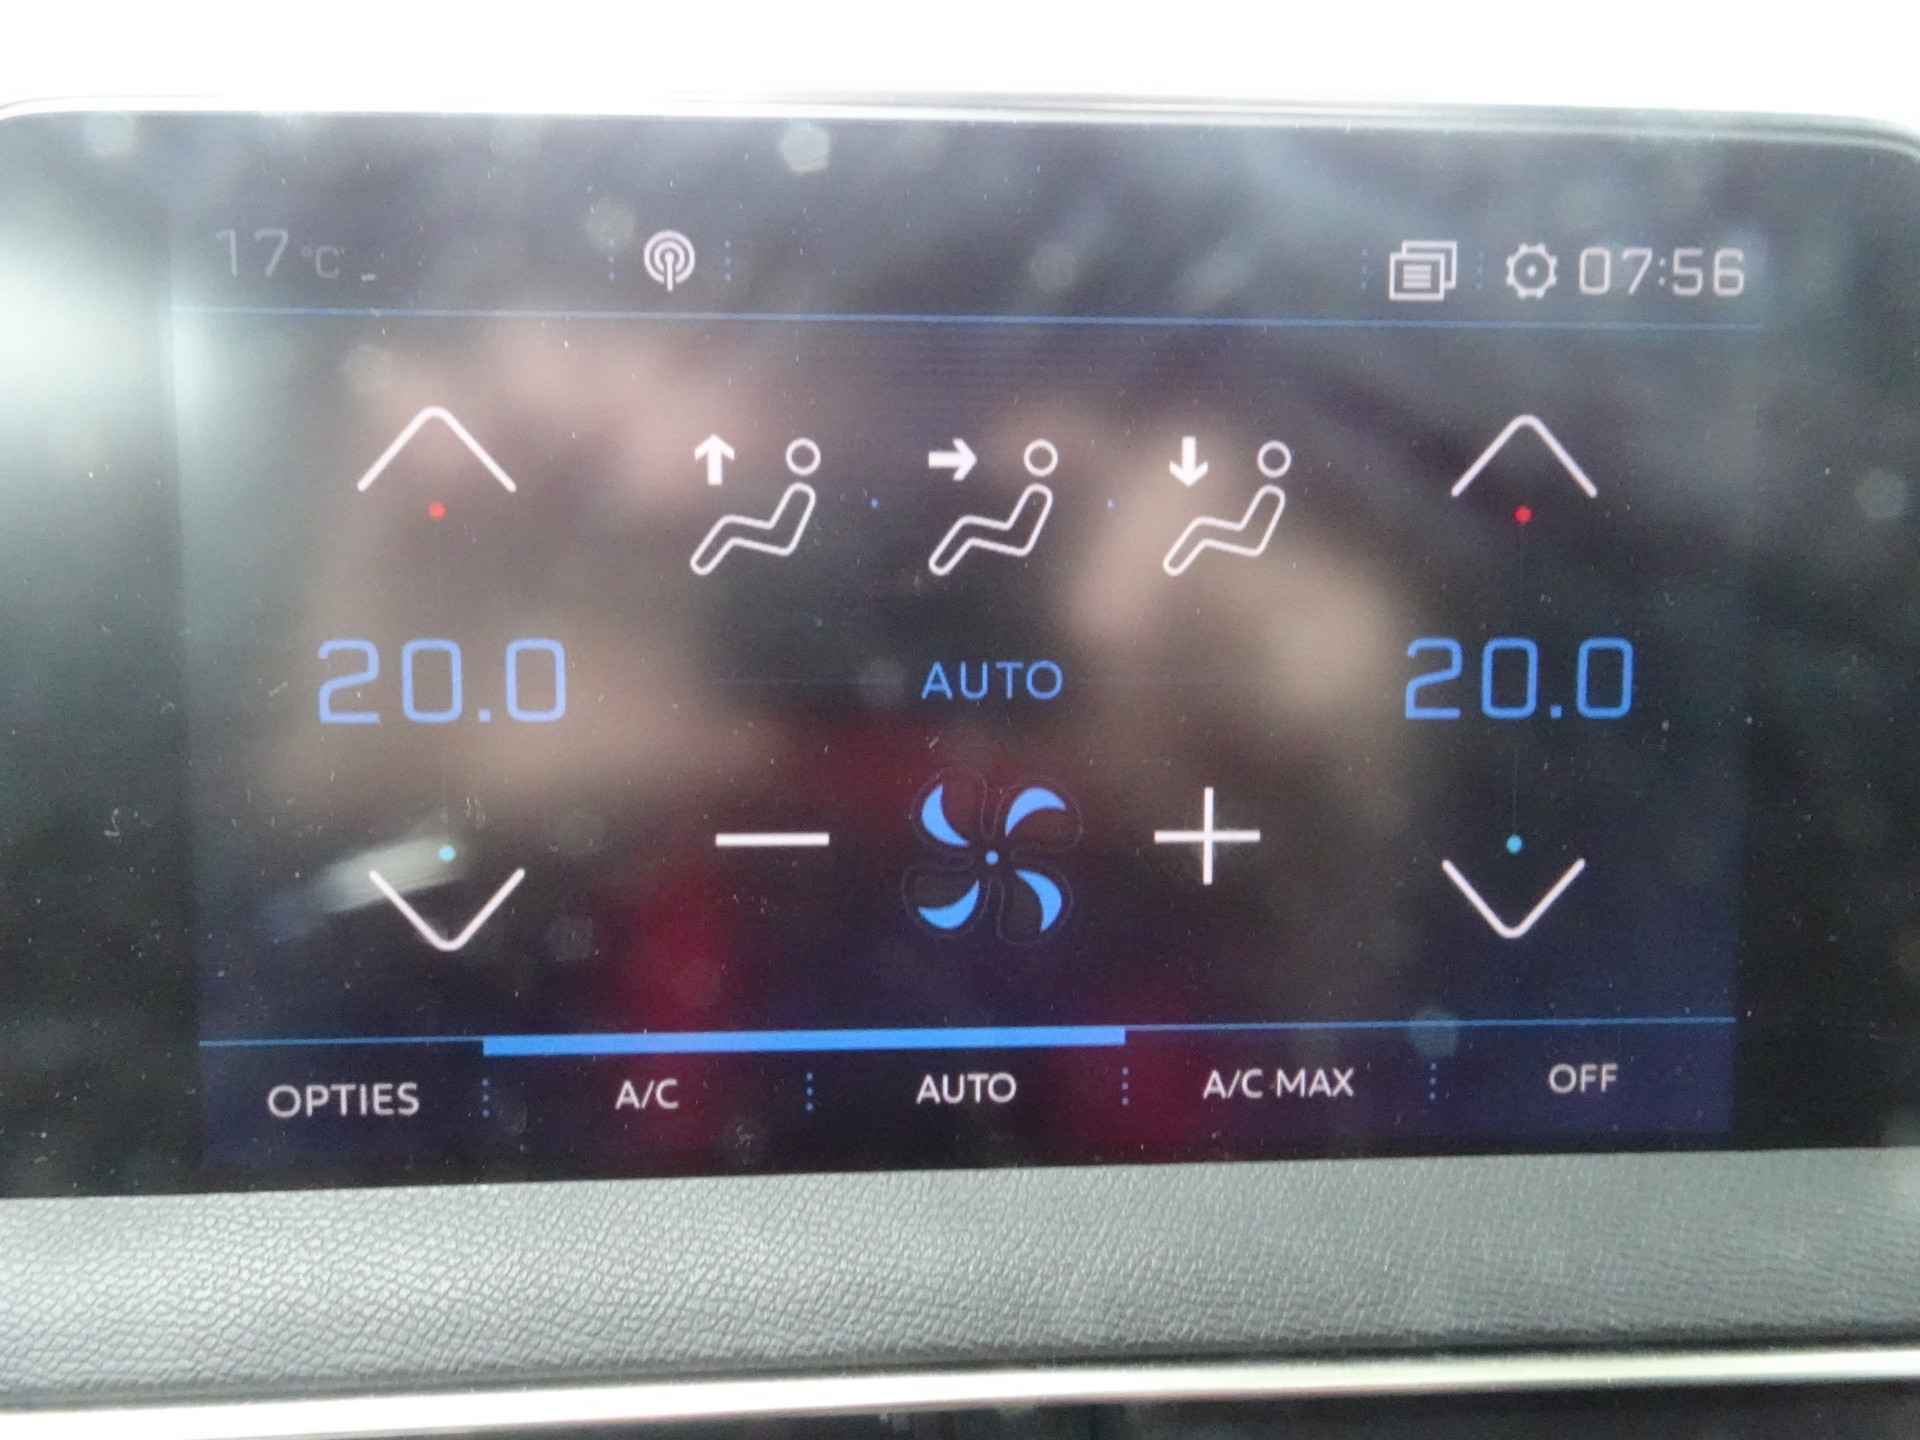 17 °C
07:56
20.0 AUTO 20.0
OPTIES A/C AUTO A/C MAX OFF